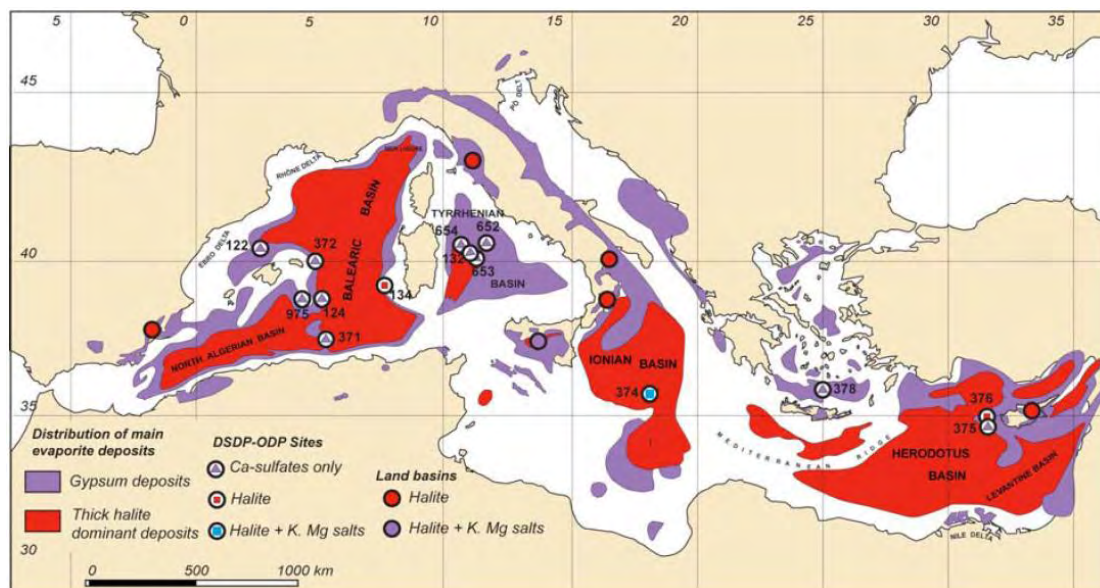 5 0 5 10 15 20 25 30 35
45
40
35
30
PO DELT
RHÔNE DELTA
EBRO DELTA
BALEARIC BASIN
NORTH ALGERIAN BASIN
TYRRHENIAN
BASIN
IONIAN BASIN
MEDITERRANEAN RIDGE
HERODOTUS
BASIN
LEVANTINE BASIN
NILE DELTA
122
372
134
975
124
371
654
652
132
653
374
378
376
375
Distribution of main
evaporite deposits
Gypsum deposits
Thick halite
dominant deposits
DSDP-ODP Sites
Ca-sulfates only
Halite
Halite + K. Mg salts
Land basins
Halite
Halite + K. Mg salts
0 500 1000 km